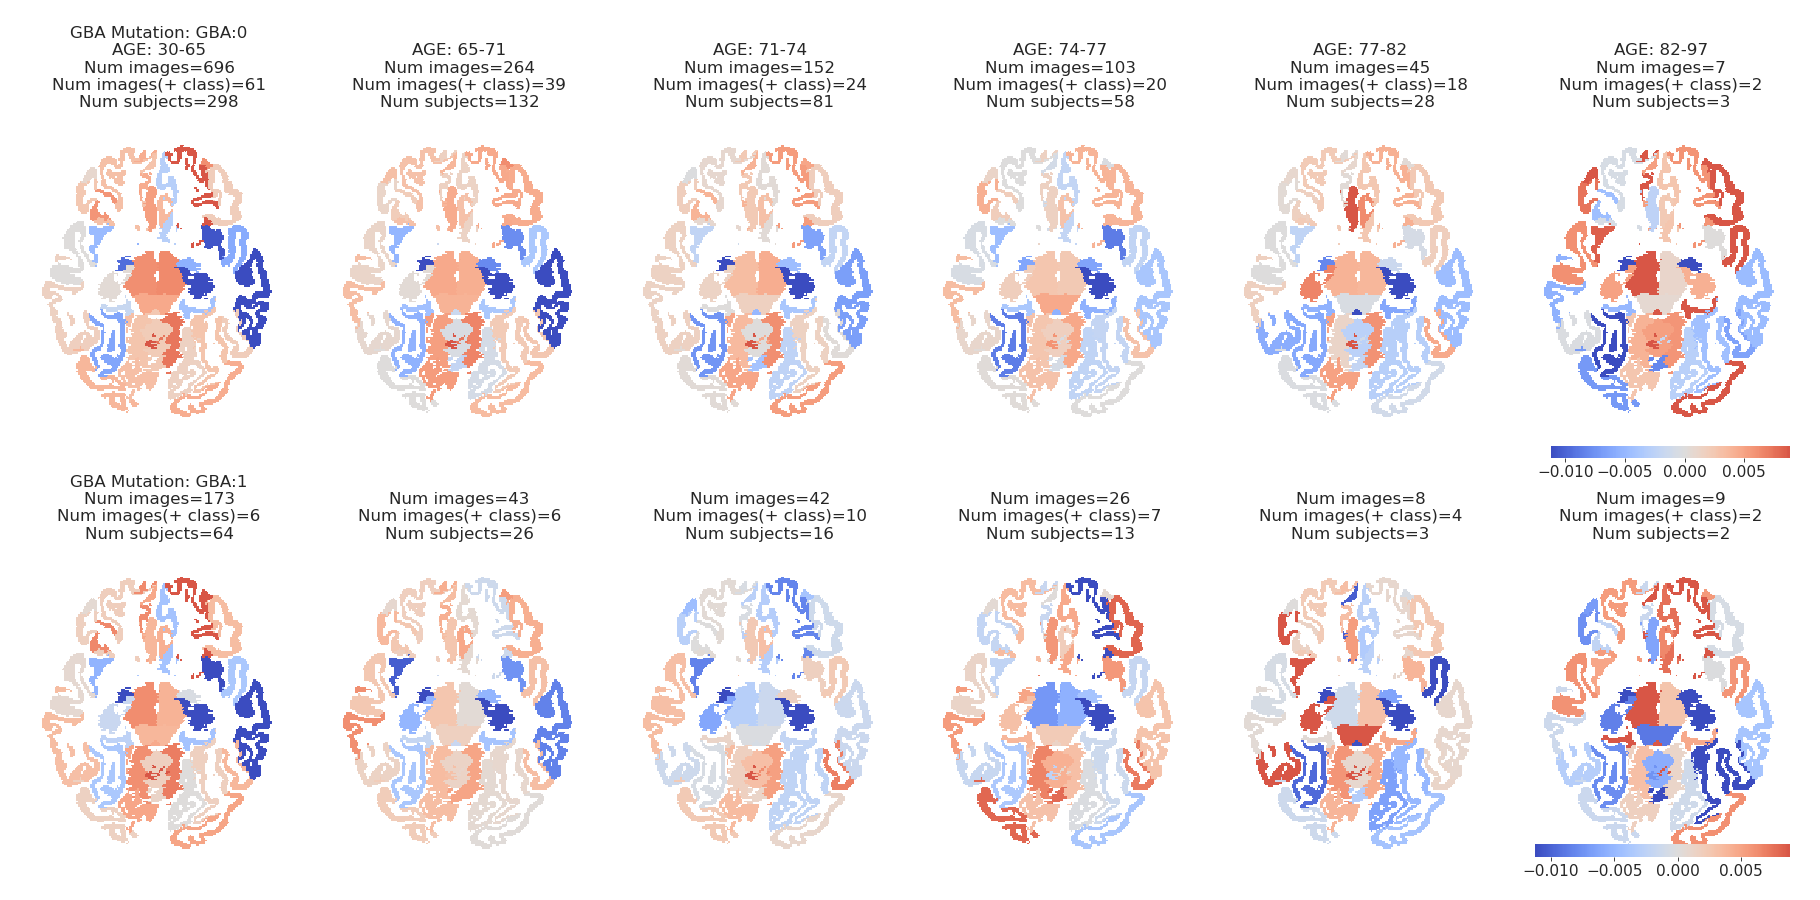 GBA Mutation: GBA:0
AGE: 30-65
Num images=696
Num images(+ class)=61
Num subjects=298
AGE: 65-71
Num images=264
Num images(+ class)=39
Num subjects=132
AGE: 71-74
Num images=152
Num images(+ class)=24
Num subjects=81
AGE: 74-77
Num images=103
Num images(+ class)=20
Num subjects=58
AGE: 77-82
Num images=45
Num images(+ class)=18
Num subjects=28
AGE: 82-97
Num images=7
Num images(+ class)=2
Num subjects=3
−0.010 −0.005 0.000 0.005
GBA Mutation: GBA:1
Num images=173
Num images(+ class)=6
Num subjects=64
Num images=43
Num images(+ class)=6
Num subjects=26
Num images=42
Num images(+ class)=10
Num subjects=16
Num images=26
Num images(+ class)=7
Num subjects=13
Num images=8
Num images(+ class)=4
Num subjects=3
Num images=9
Num images(+ class)=2
Num subjects=2
−0.010 −0.005 0.000 0.005